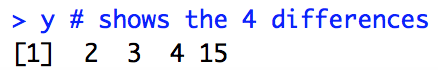 > y # shows the 4 differences
[1]  2  3  4 15